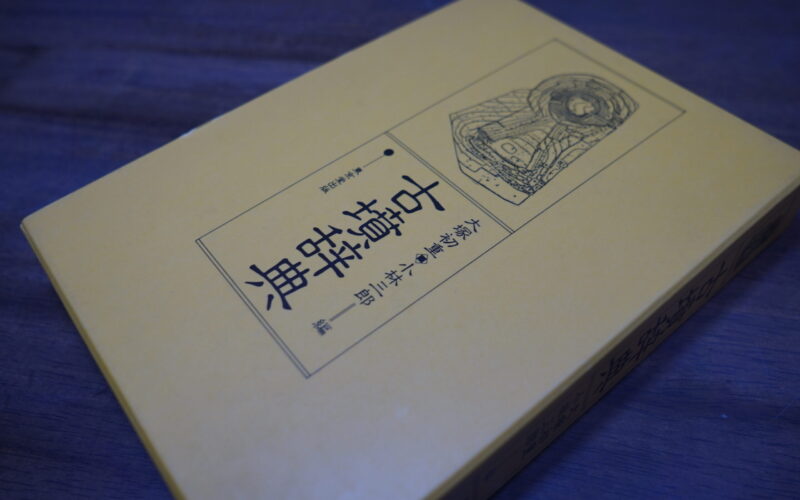 大塚初重 小林三郎 編
古墳辞典
東京堂出版